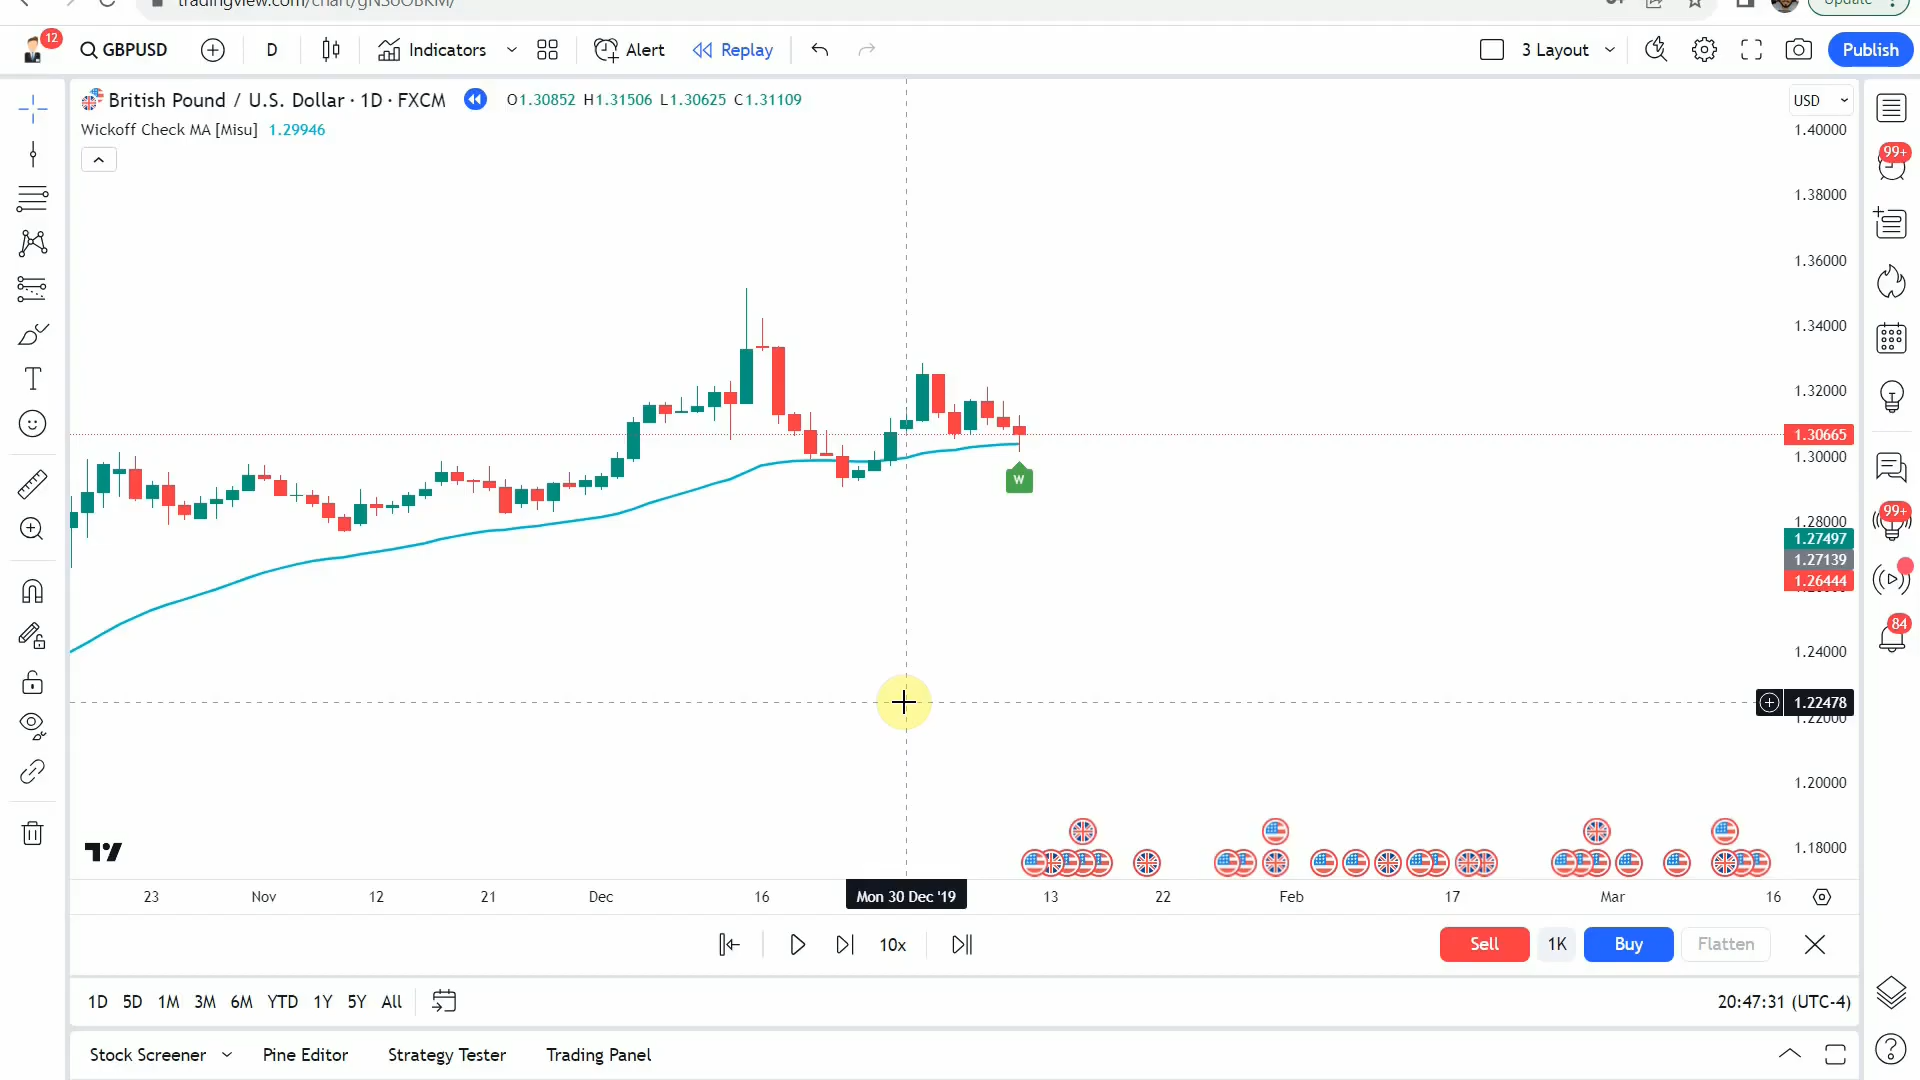 tradingview.com/chart/gNS0OBKM/
Update
12
GBPUSD
D
Indicators
Alert
Replay
3 Layout
Publish
British Pound / U.S. Dollar · 1D · FXCM
O1.30852 H1.31506 L1.30625 C1.31109
USD
Wickoff Check MA [Misu] 1.29946
1.40000
99+
1.38000
1.36000
1.34000
1.32000
1.30665
1.30000
W
99+
1.28000
1.27497
1.27139
1.26444
84
1.24000
1.22478
1.22000
1.20000
1.18000
23
Nov
12
21
Dec
16
Mon 30 Dec '19
13
22
Feb
17
Mar
16
10x
Sell
1K
Buy
Flatten
1D 5D 1M 3M 6M YTD 1Y 5Y All
20:47:31 (UTC-4)
Stock Screener
Pine Editor
Strategy Tester
Trading Panel